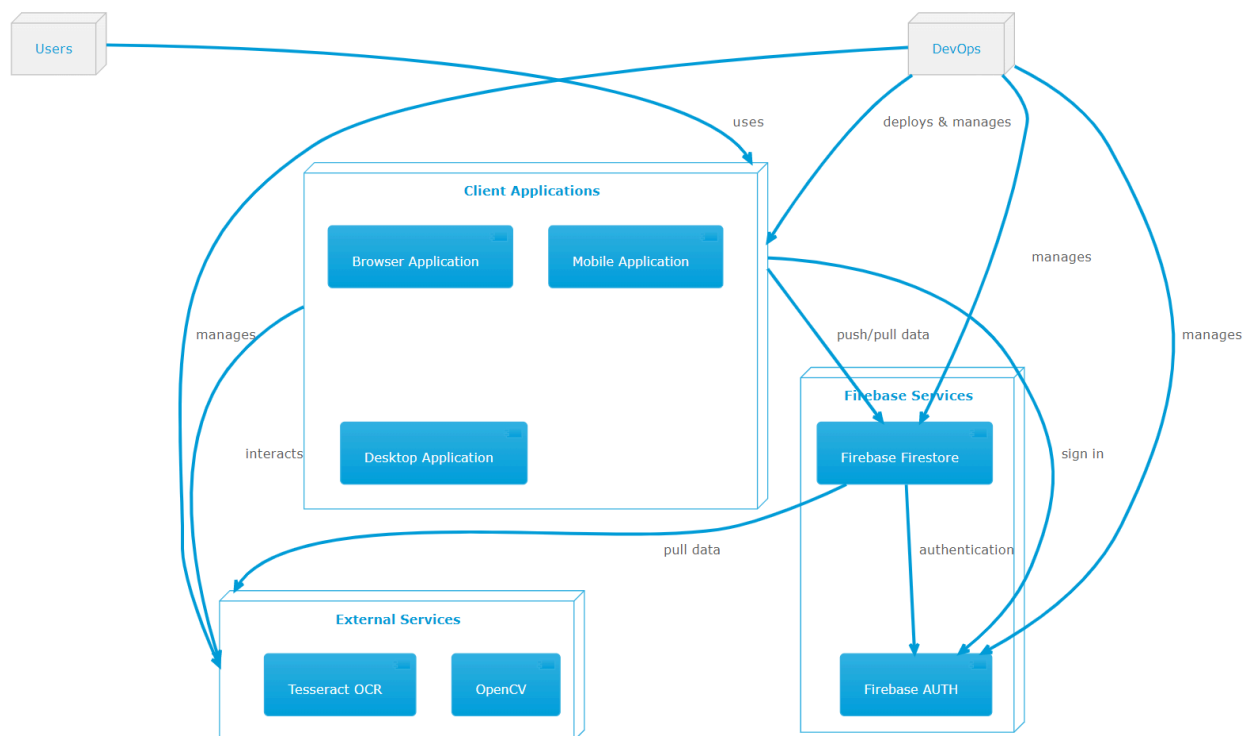 Users
DevOps
uses
deploys & manages
Client Applications
Browser Application
Mobile Application
manages
manages
push/pull data
manages
Firebase Services
Desktop Application
interacts
Firebase Firestore
sign in
pull data
authentication
External Services
Tesseract OCR
OpenCV
Firebase AUTH